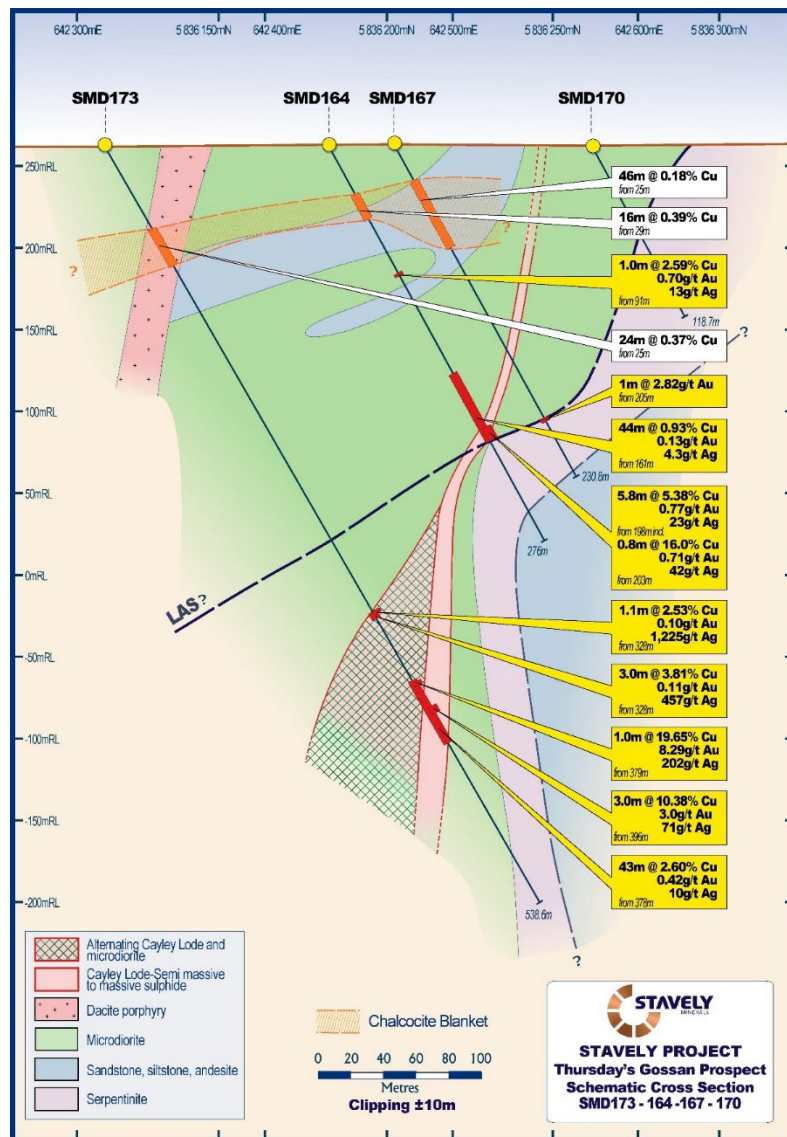 642 300mE
5 836 150mN
642 400mE
5 836 200mN
642 500mE
5 836 250mN
642 600mE
5 836 300mN
SMD173
SMD164
SMD167
SMD170
250mRL
200mRL
150mRL
100mRL
50mRL
0mRL
-50mRL
-100mRL
-150mRL
-200mRL
46m @ 0.18% Cu
from 25m
16m @ 0.39% Cu
from 29m
1.0m @ 2.59% Cu
0.70g/t Au
13g/t Ag
from 91m
24m @ 0.37% Cu
from 25m
1m @ 2.82g/t Au
from 205m
44m @ 0.93% Cu
0.13g/t Au
4.3g/t Ag
from 161m
5.8m @ 5.38% Cu
0.77g/t Au
23g/t Ag
from 198m incl.
0.8m @ 16.0% Cu
0.71g/t Au
42g/t Ag
from 203m
1.1m @ 2.53% Cu
0.10g/t Au
1,225g/t Ag
from 328m
3.0m @ 3.81% Cu
0.11g/t Au
457g/t Ag
from 328m
1.0m @ 19.65% Cu
8.29g/t Au
202g/t Ag
from 379m
3.0m @ 10.38% Cu
3.0g/t Au
71g/t Ag
from 396m
43m @ 2.60% Cu
0.42g/t Au
10g/t Ag
from 378m
?
?
?
?
118.7m
230.8m
276m
538.6m
LAS?
Alternating Cayley Lode and
microdiorite
Cayley Lode-Semi massive
to massive sulphide
Dacite porphyry
Microdiorite
Sandstone, siltstone, andesite
Serpentinite
Chalcocite Blanket
0 20 40 60 80 100
Metres
Clipping ±10m
STAVELY
MINERALS
STAVELY PROJECT
Thursday's Gossan Prospect
Schematic Cross Section
SMD173 - 164 -167 - 170